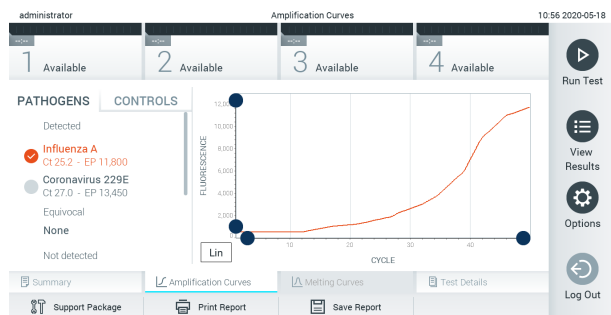 administrator
Amplification Curves
10:56 2020-05-18
1 Available
2 Available
3 Available
4 Available
Run Test
View Results
Options
Log Out
PATHOGENS
CONTROLS
Detected
Influenza A
Ct 25.2 - EP 11,800
Coronavirus 229E
Ct 27.0 - EP 13,450
Equivocal
None
Not detected
FLUORESCENCE
12,000
10,000
8,000
6,000
4,000
2,000
0
10
20
30
40
CYCLE
Lin
Summary
Amplification Curves
Melting Curves
Test Details
Support Package
Print Report
Save Report